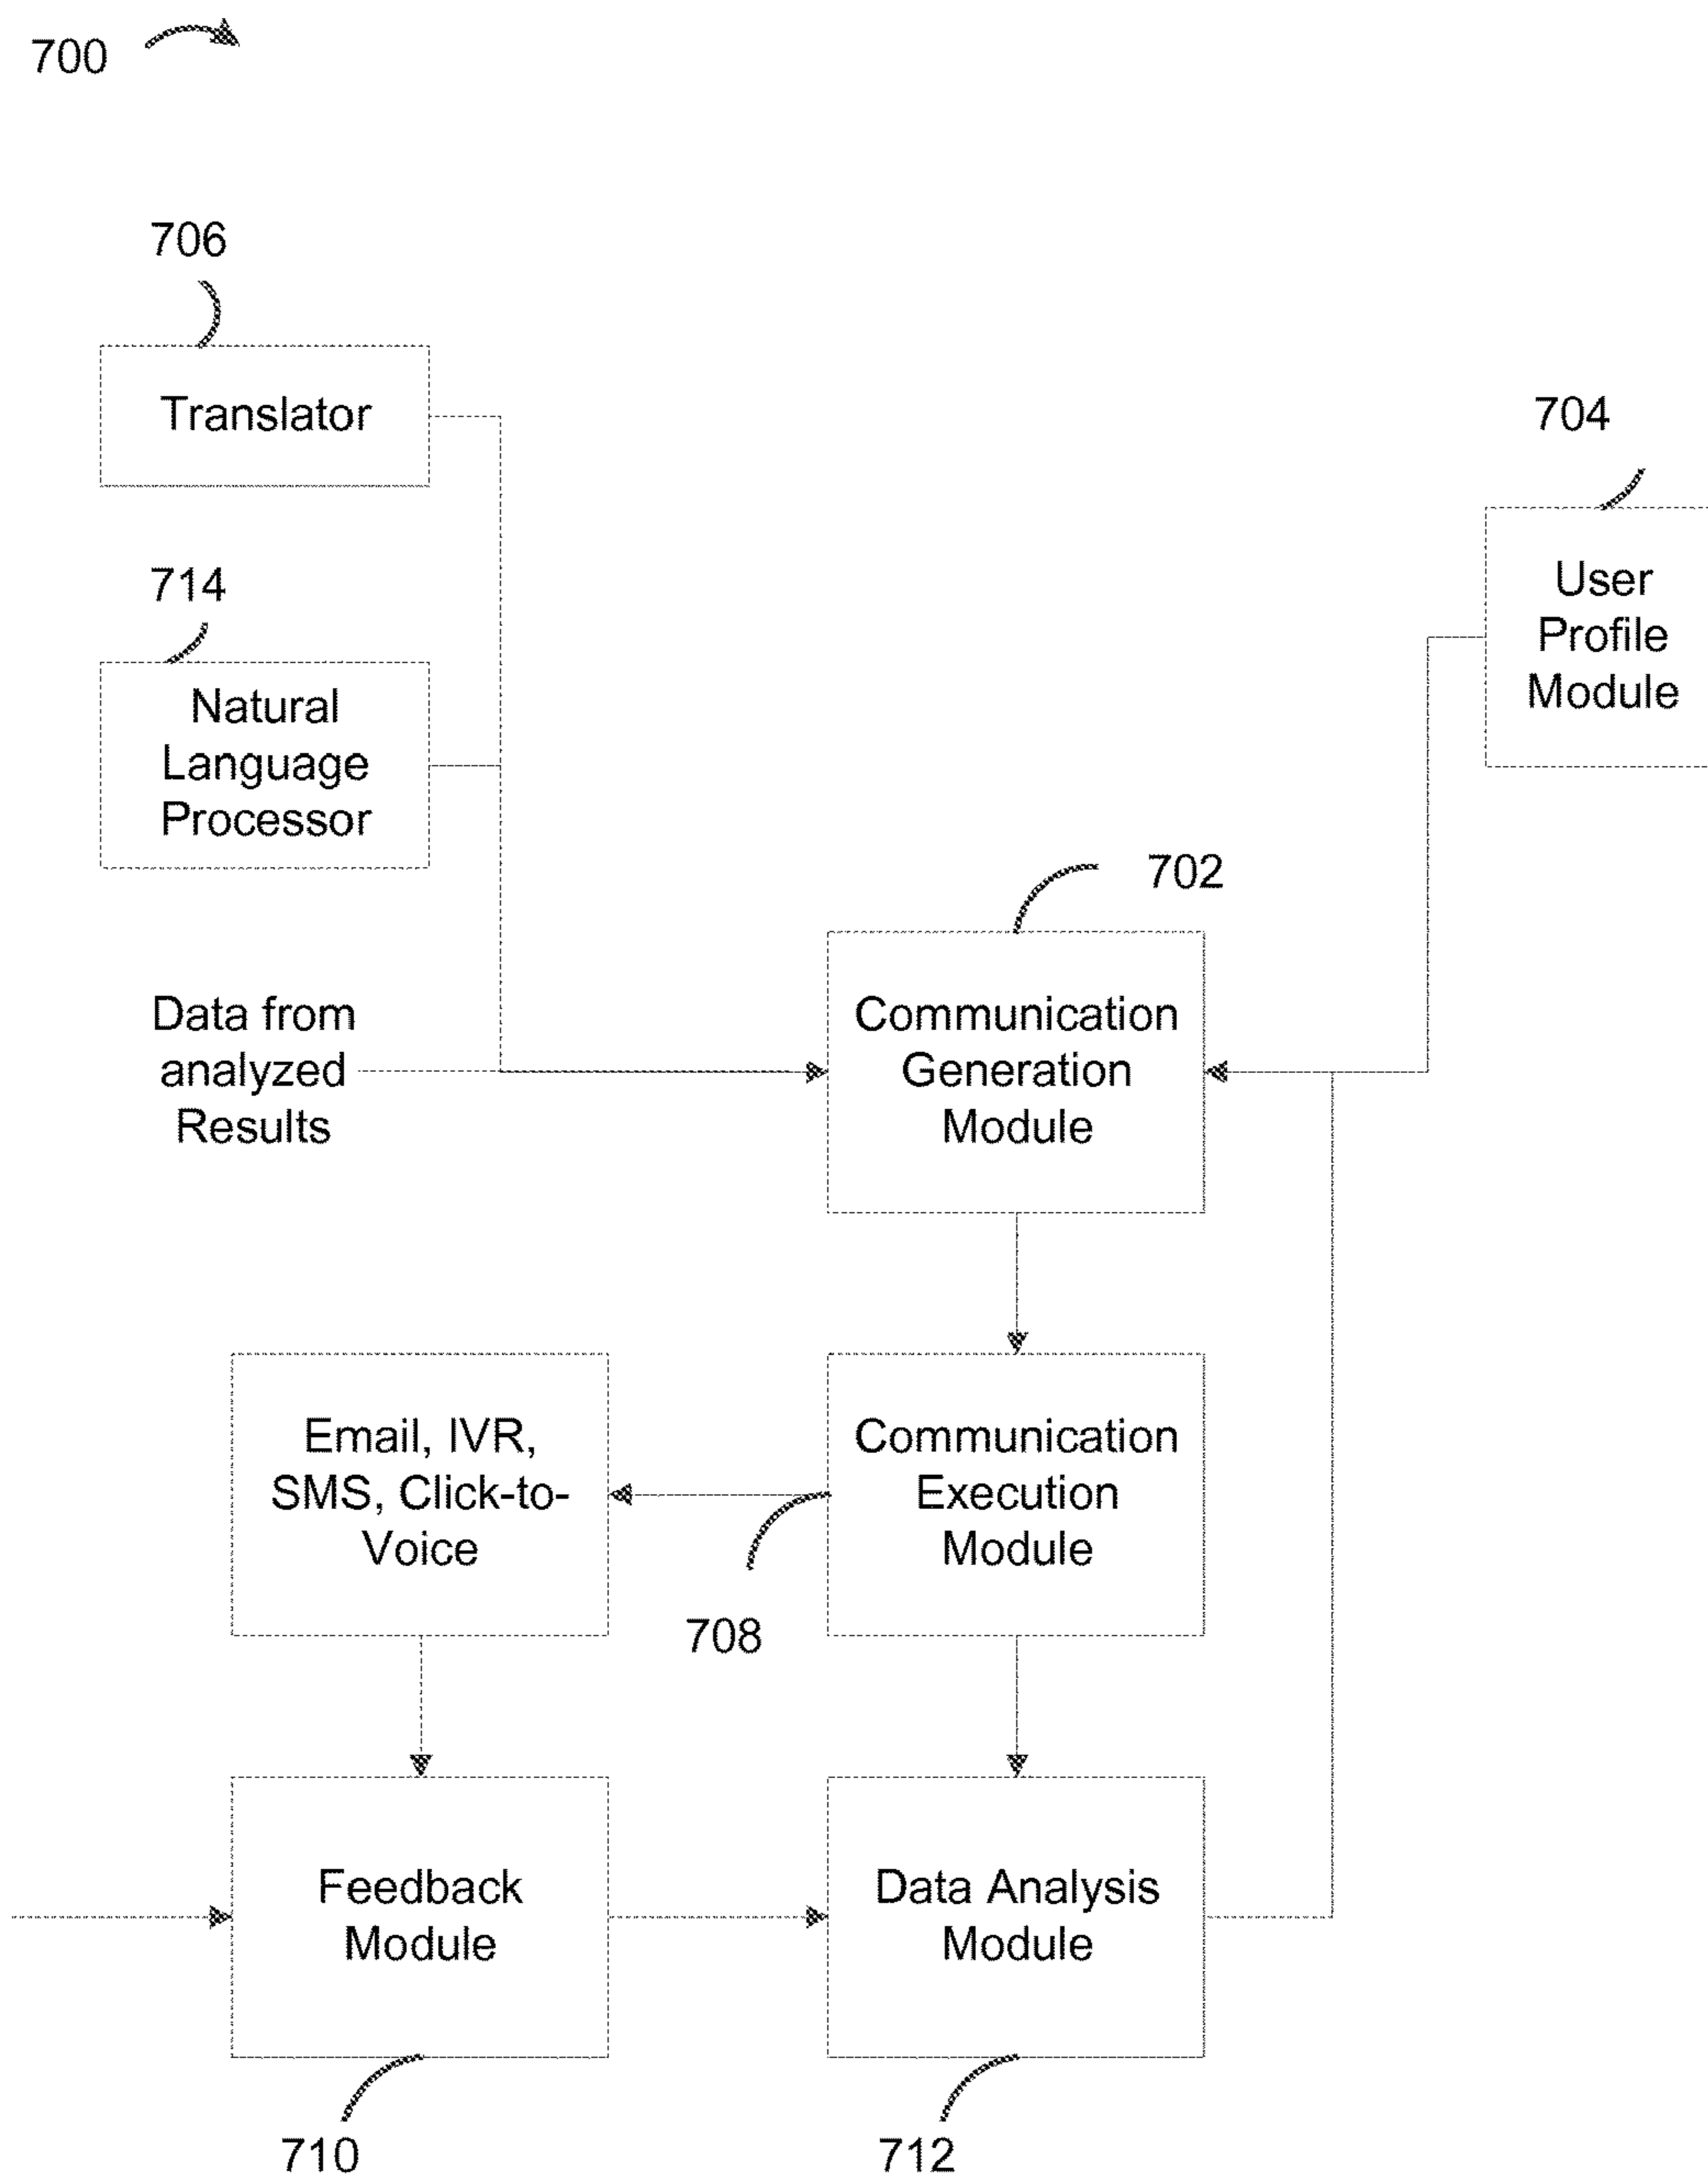 700
706
Translator
704
714
User
Profile
Module
Natural
Language
Processor
702
Data from
analyzed
Results
Communication
Generation
Module
Email, IVR,
SMS, Click-to-
Voice
Communication
Execution
Module
708
Feedback
Module
Data Analysis
Module
710
712